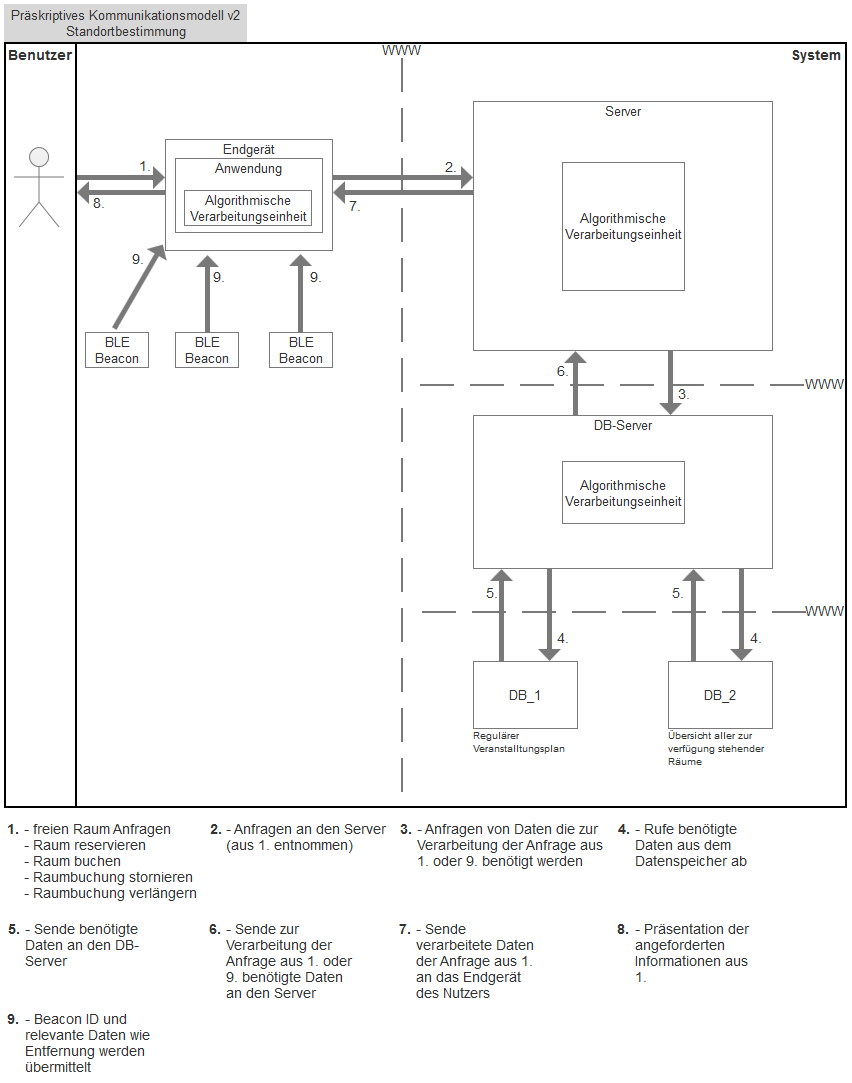 Präskriptives Kommunikationsmodell v2
Standortbestimmung
WWW
Benutzer
System
Server
Endgerät
Anwendung
Algorithmische
Verarbeitungseinheit
1.
8.
2.
7.
Algorithmische
Verarbeitungseinheit
9.
9.
9.
BLE
Beacon
BLE
Beacon
BLE
Beacon
6.
3.
WWW
DB-Server
Algorithmische
Verarbeitungseinheit
5.
4.
5.
4.
WWW
DB_1
DB_2
Regulärer
Veranstalltungsplan
Übersicht aller zur
verfügung stehender
Räume
1. - freien Raum Anfragen
- Raum reservieren
- Raum buchen
- Raumbuchung stornieren
- Raumbuchung verlängern
2. - Anfragen an den Server
(aus 1. entnommen)
3. - Anfragen von Daten die zur
Verarbeitung der Anfrage aus
1. oder 9. benötigt werden
4. - Rufe benötigte
Daten aus dem
Datenspeicher ab
5. - Sende benötigte
Daten an den DB-
Server
6. - Sende zur
Verarbeitung der
Anfrage aus 1. oder
9. benötigte Daten
an den Server
7. - Sende
verarbeitete Daten
der Anfrage aus 1.
an das Endgerät
des Nutzers
8. - Präsentation der
angeforderten
Informationen aus
1.
9. - Beacon ID und
relevante Daten wie
Entfernung werden
übermittelt